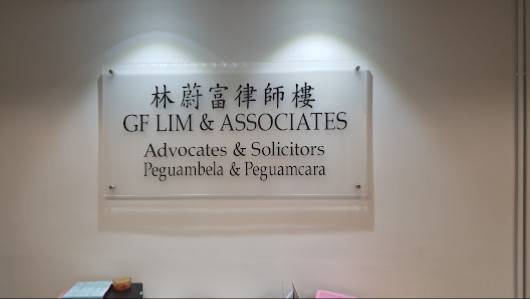 林蔚富律師樓
GF LIM & ASSOCIATES
Advocates & Solicitors
Peguambela & Peguamcara